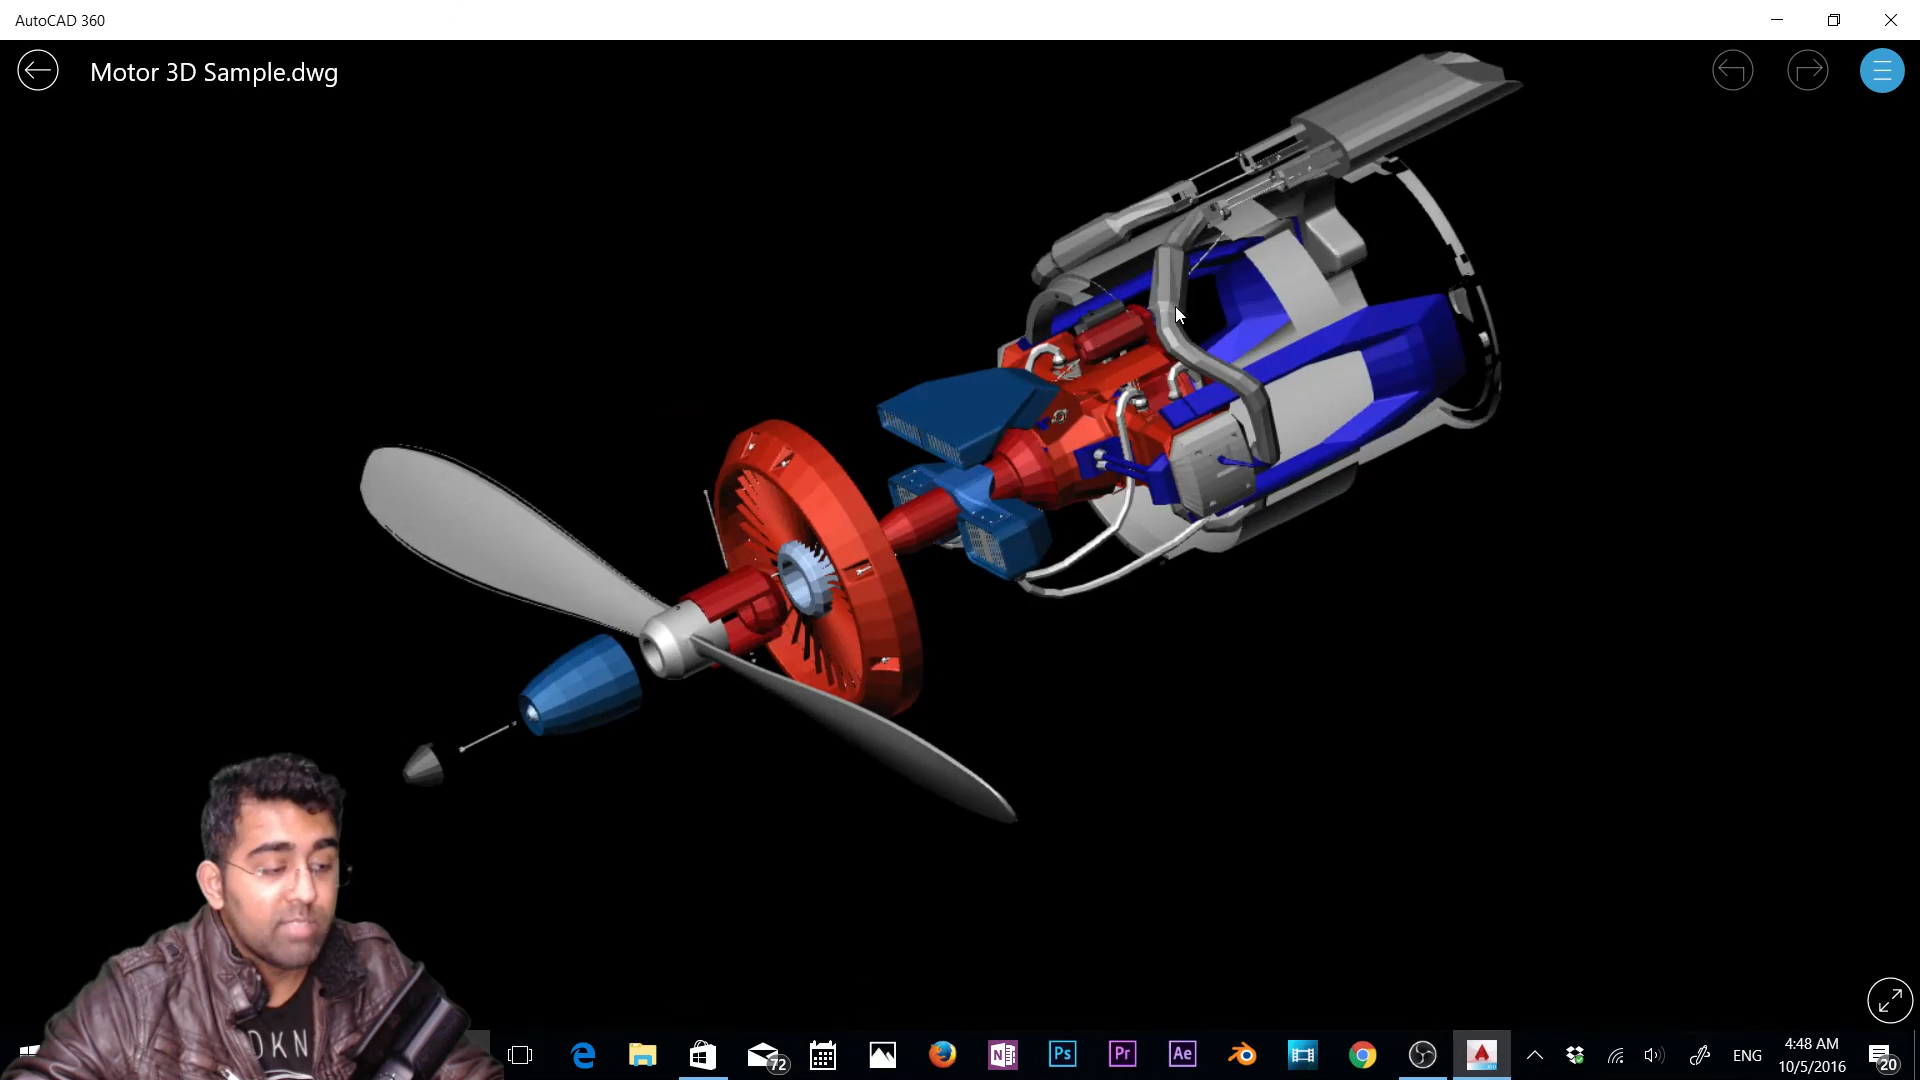 AutoCAD 360
Motor 3D Sample.dwg
DKN
72
N
Ps
Pr
Ae
ENG
4:48 AM
10/5/2016
20